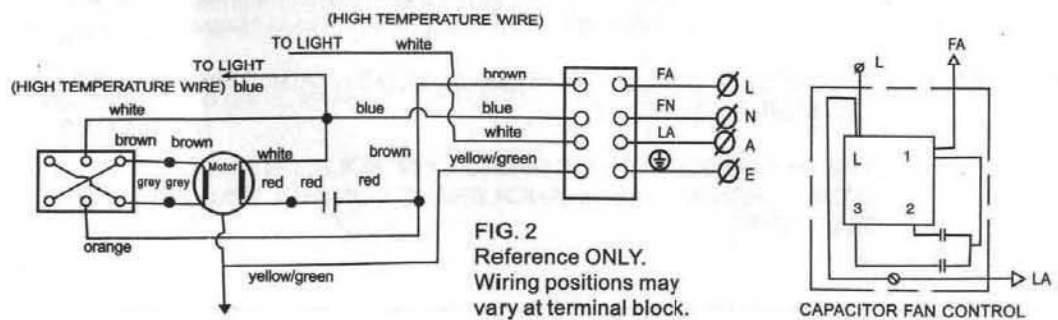 (HIGH TEMPERATURE WIRE)
TO LIGHT white
TO LIGHT
(HIGH TEMPERATURE WIRE) blue
white
brown brown
grey grey
Motor
white
red red red
brown
orange
yellow/green
brown
blue blue
white
yellow/green
FA L
FN N
LA A
E
FIG. 2
Reference ONLY.
Wiring positions may
vary at terminal block.
L
FA
L 1
3 2
LA
CAPACITOR FAN CONTROL